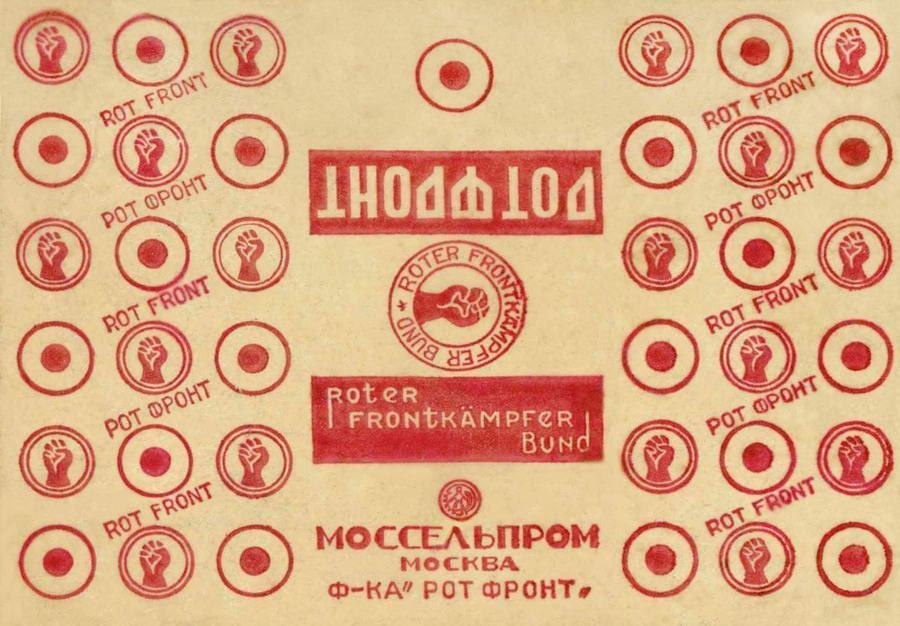 ROT FRONT
РОТ ФРОНТ
ROT FRONT
РОТ ФРОНТ
ROT FRONT
РОТ ФРОНТ
ROTER FRONTKÄMPFER BUND *
ROTER
FRONTKÄMPFER
BUND
МОССЕЛЬПРОМ
МОСКВА
Ф-КА "РОТ ФРОНТ"
ROT FRONT
РОТ ФРОНТ
ROT FRONT
РОТ ФРОНТ
ROT FRONT